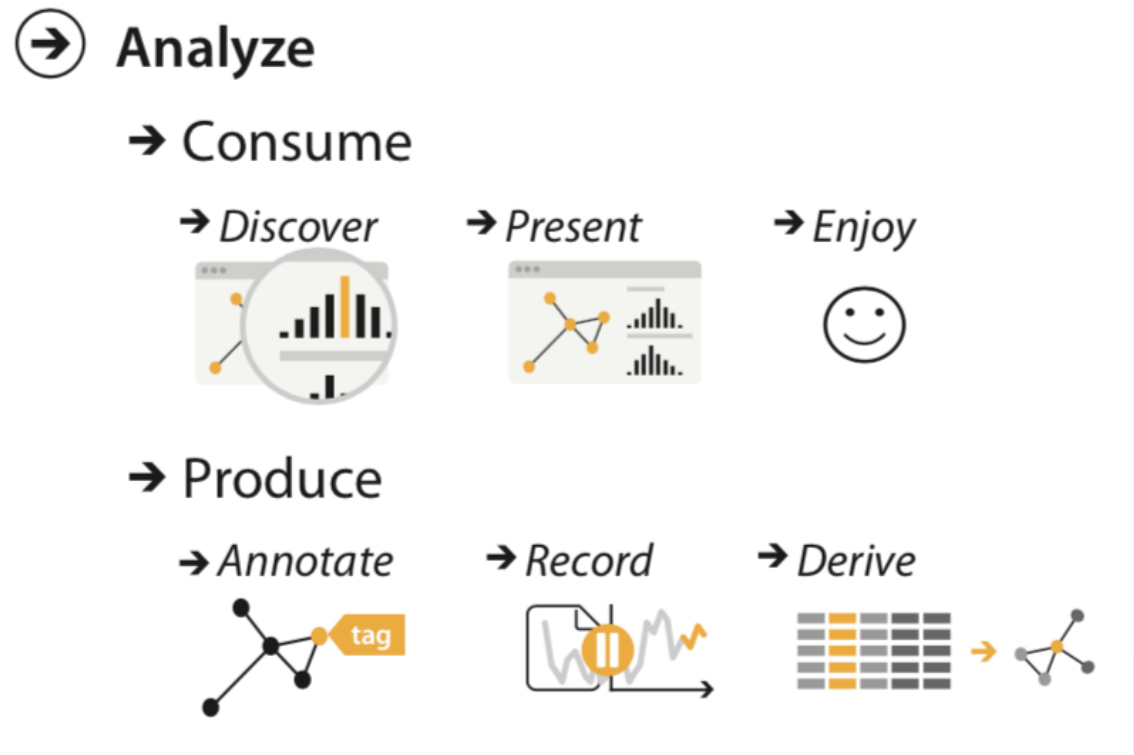 Analyze
Consume
Discover Present Enjoy
Produce
Annotate Record Derive
tag